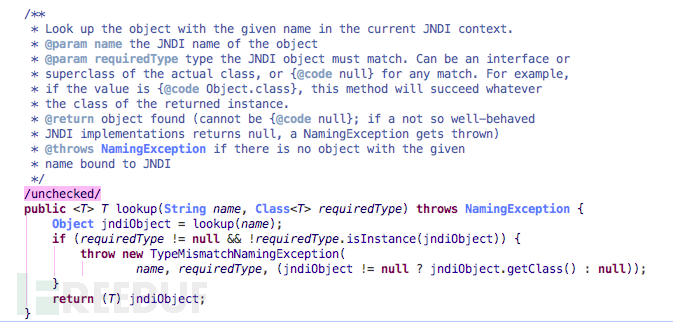 /**
 * Look up the object with the given name in the current JNDI context.
 * @param name the JNDI name of the object
 * @param requiredType type the JNDI object must match. Can be an interface or
 * superclass of the actual class, or {@code null} for any match. For example,
 * if the value is {@code Object.class}, this method will succeed whatever
 * the class of the returned instance.
 * @return object found (cannot be {@code null}; if a not so well-behaved
 * JNDI implementations returns null, a NamingException gets thrown)
 * @throws NamingException if there is no object with the given
 * name bound to JNDI
 */
/unchecked/
public <T> T lookup(String name, Class<T> requiredType) throws NamingException {
    Object jndiObject = lookup(name);
    if (requiredType != null && !requiredType.isInstance(jndiObject)) {
        throw new TypeMismatchNamingException(
                name, requiredType, (jndiObject != null ? jndiObject.getClass() : null));
    }
    return (T) jndiObject;
}
FREEBUF